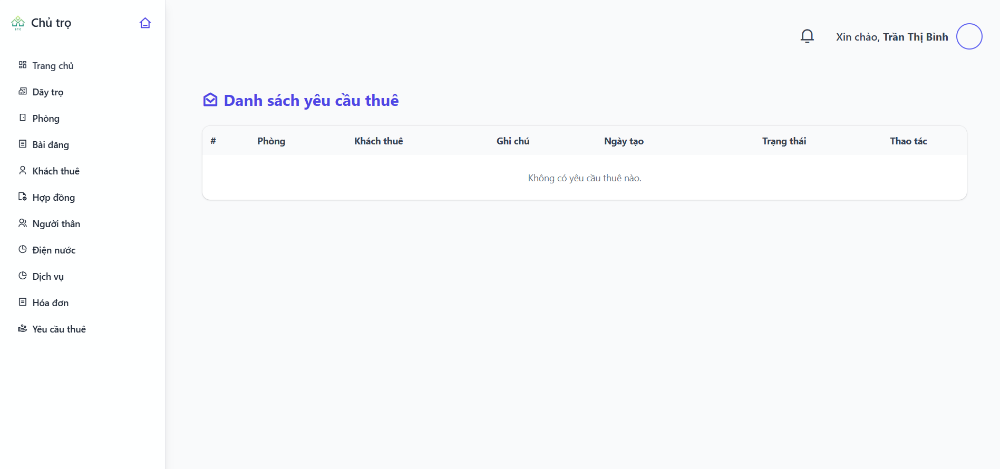 Chủ trọ
BTC
Xin chào, Trần Thị Bình
Trang chủ
Dãy trọ
Phòng
Bài đăng
Khách thuê
Hợp đồng
Người thân
Điện nước
Dịch vụ
Hóa đơn
Yêu cầu thuê
Danh sách yêu cầu thuê
# Phòng Khách thuê Ghi chú Ngày tạo Trạng thái Thao tác
Không có yêu cầu thuê nào.